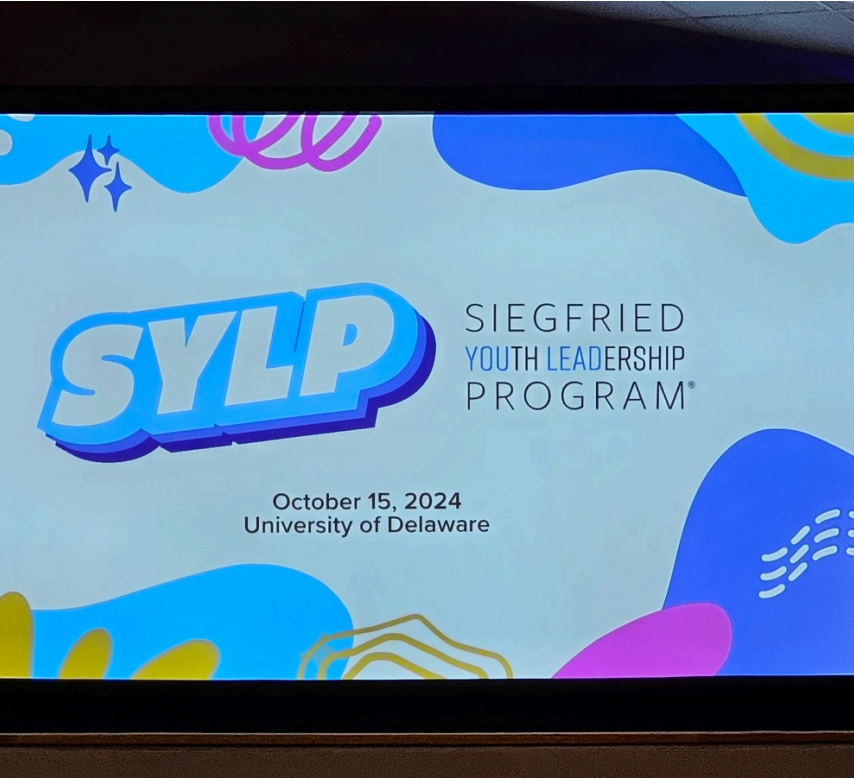 SYLP
SIEGFRIED
YOUTH LEADERSHIP
PROGRAM®
October 15, 2024
University of Delaware